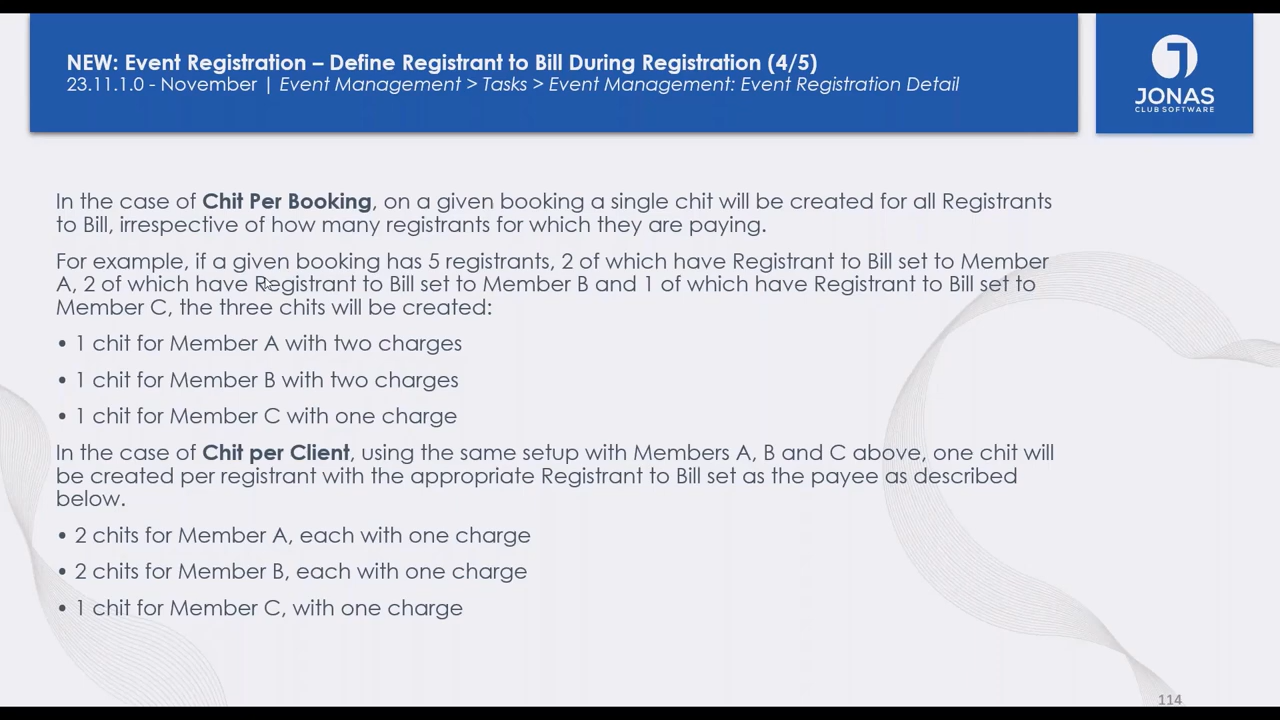 NEW: Event Registration – Define Registrant to Bill During Registration (4/5)
23.11.1.0 - November | Event Management > Tasks > Event Management: Event Registration Detail
JONAS
CLUB SOFTWARE
In the case of Chit Per Booking, on a given booking a single chit will be created for all Registrants
to Bill, irrespective of how many registrants for which they are paying.
For example, if a given booking has 5 registrants, 2 of which have Registrant to Bill set to Member
A, 2 of which have Registrant to Bill set to Member B and 1 of which have Registrant to Bill set to
Member C, the three chits will be created:
• 1 chit for Member A with two charges
• 1 chit for Member B with two charges
• 1 chit for Member C with one charge
In the case of Chit per Client, using the same setup with Members A, B and C above, one chit will
be created per registrant with the appropriate Registrant to Bill set as the payee as described
below.
• 2 chits for Member A, each with one charge
• 2 chits for Member B, each with one charge
• 1 chit for Member C, with one charge
114